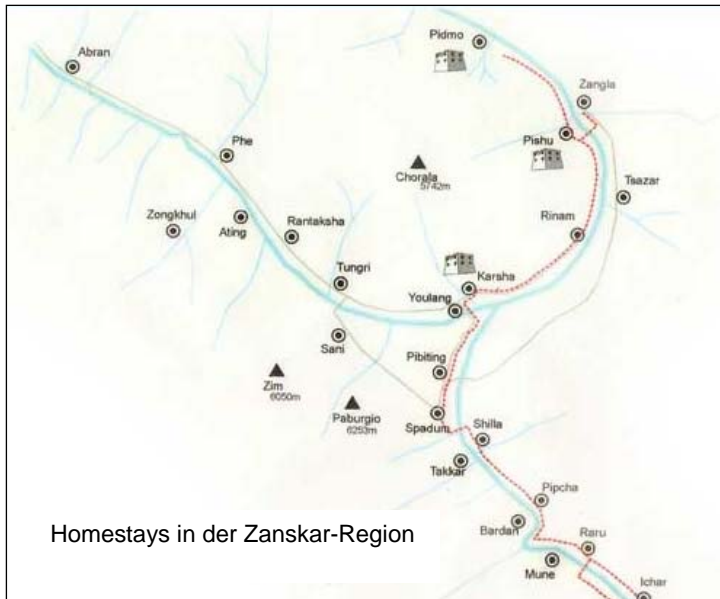 Pidmo
Abran
Zangla
Pishu
Phe
Chorala
5742m
Tsazar
Zongkhul
Ating
Rantaksha
Rinam
Tungri
Karsha
Youlang
Sani
Pibiting
Zim
6050m
Paburgio
6253m
Spadum
Shilla
Takkar
Pipcha
Bardan
Raru
Homestays in der Zanskar-Region
Mune
Ichar